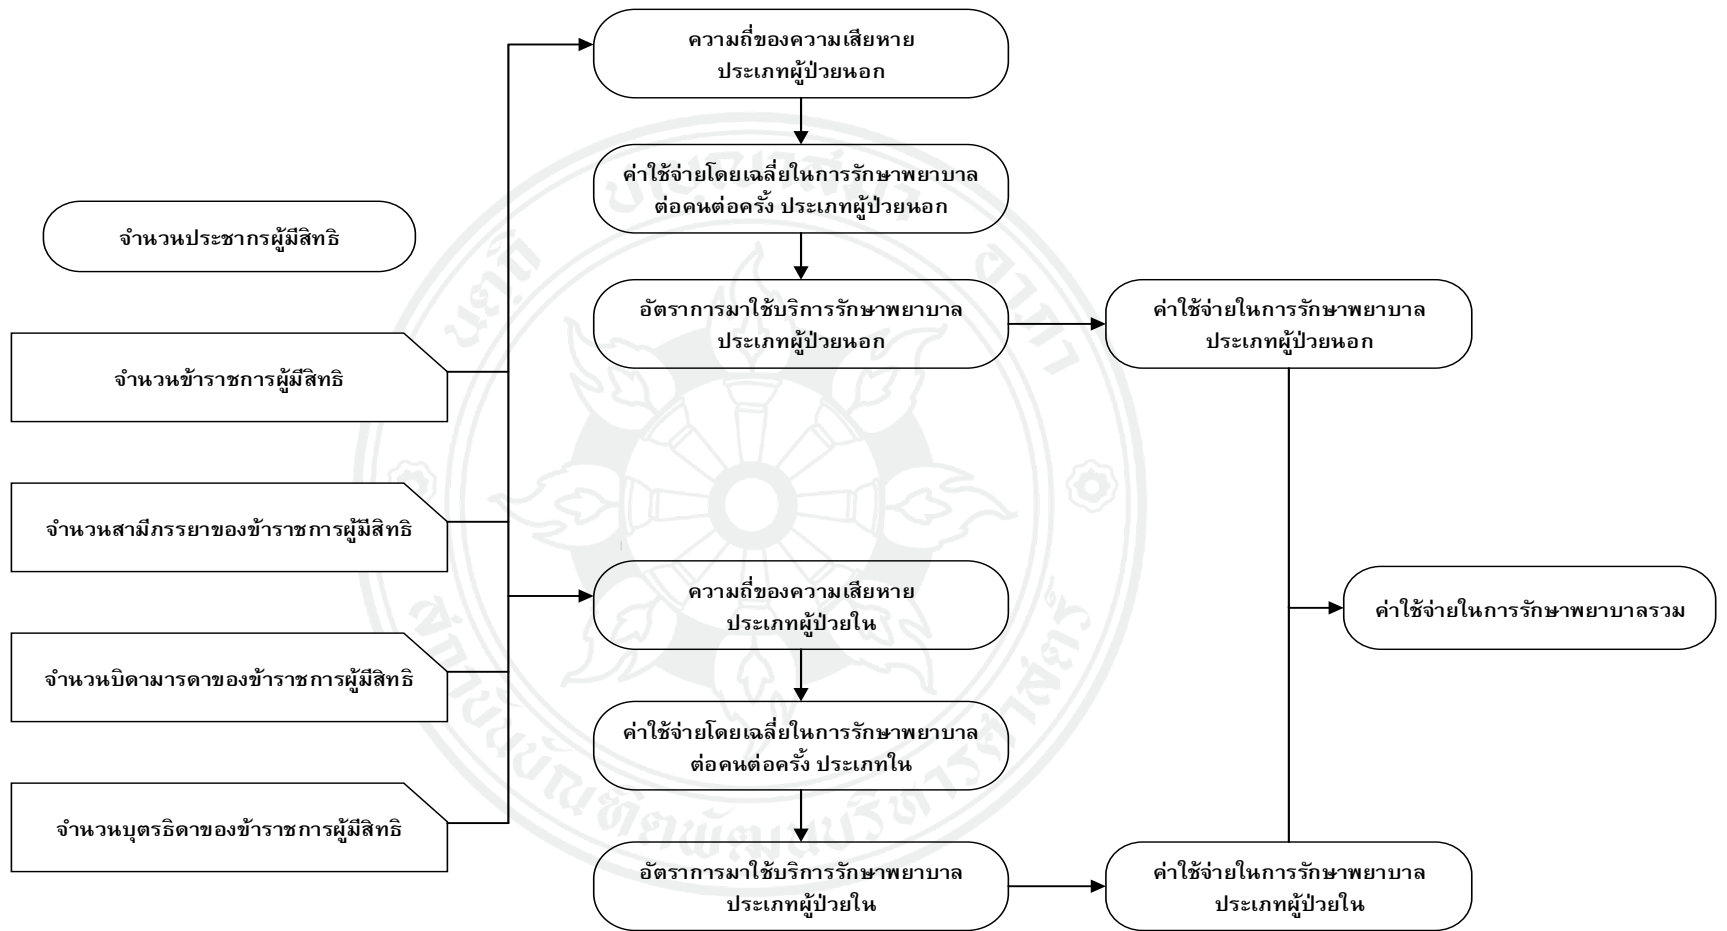 จำนวนประชากรผู้มีสิทธิ
จำนวนข้าราชการผู้มีสิทธิ
จำนวนสามีภรรยาของข้าราชการผู้มีสิทธิ
จำนวนบิดามารดาของข้าราชการผู้มีสิทธิ
จำนวนบุตรธิดาของข้าราชการผู้มีสิทธิ
ความถี่ของความเสียหาย
ประเภทผู้ป่วยนอก
ค่าใช้จ่ายโดยเฉลี่ยในการรักษาพยาบาล
ต่อคนต่อครั้ง ประเภทผู้ป่วยนอก
อัตราการมาใช้บริการรักษาพยาบาล
ประเภทผู้ป่วยนอก
ค่าใช้จ่ายในการรักษาพยาบาล
ประเภทผู้ป่วยนอก
ความถี่ของความเสียหาย
ประเภทผู้ป่วยใน
ค่าใช้จ่ายโดยเฉลี่ยในการรักษาพยาบาล
ต่อคนต่อครั้ง ประเภทใน
อัตราการมาใช้บริการรักษาพยาบาล
ประเภทผู้ป่วยใน
ค่าใช้จ่ายในการรักษาพยาบาล
ประเภทผู้ป่วยใน
ค่าใช้จ่ายในการรักษาพยาบาลรวม